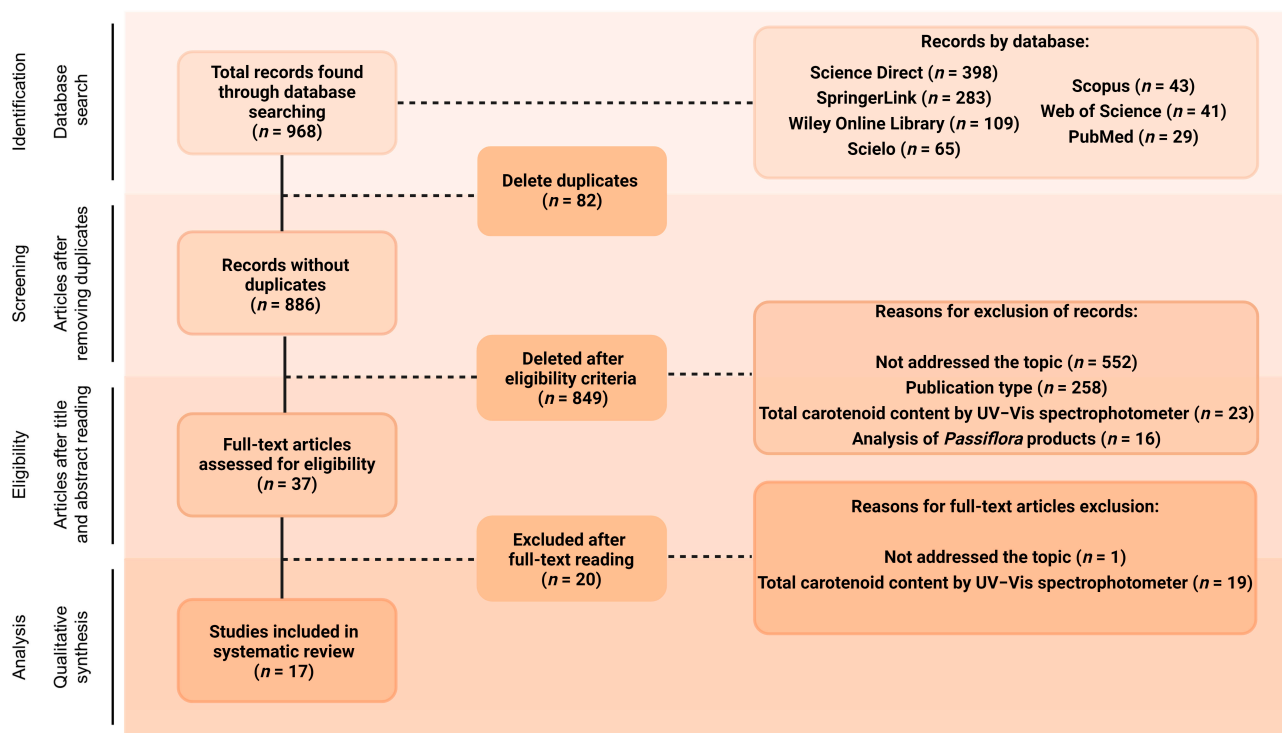 Identification
Database
search
Total records found
through database
searching
(n = 968)
Records by database:
Science Direct (n = 398)
SpringerLink (n = 283)
Wiley Online Library (n = 109)
Scielo (n = 65)
Scopus (n = 43)
Web of Science (n = 41)
PubMed (n = 29)
Delete duplicates
(n = 82)
Screening
Articles after
removing duplicates
Records without
duplicates
(n = 886)
Deleted after
eligibility criteria
(n = 849)
Reasons for exclusion of records:
Not addressed the topic (n = 552)
Publication type (n = 258)
Total carotenoid content by UV−Vis spectrophotometer (n = 23)
Analysis of Passiflora products (n = 16)
Eligibility
Articles after title
and abstract reading
Full-text articles
assessed for eligibility
(n = 37)
Excluded after
full-text reading
(n = 20)
Reasons for full-text articles exclusion:
Not addressed the topic (n = 1)
Total carotenoid content by UV−Vis spectrophotometer (n = 19)
Analysis
Qualitative
synthesis
Studies included in
systematic review
(n = 17)